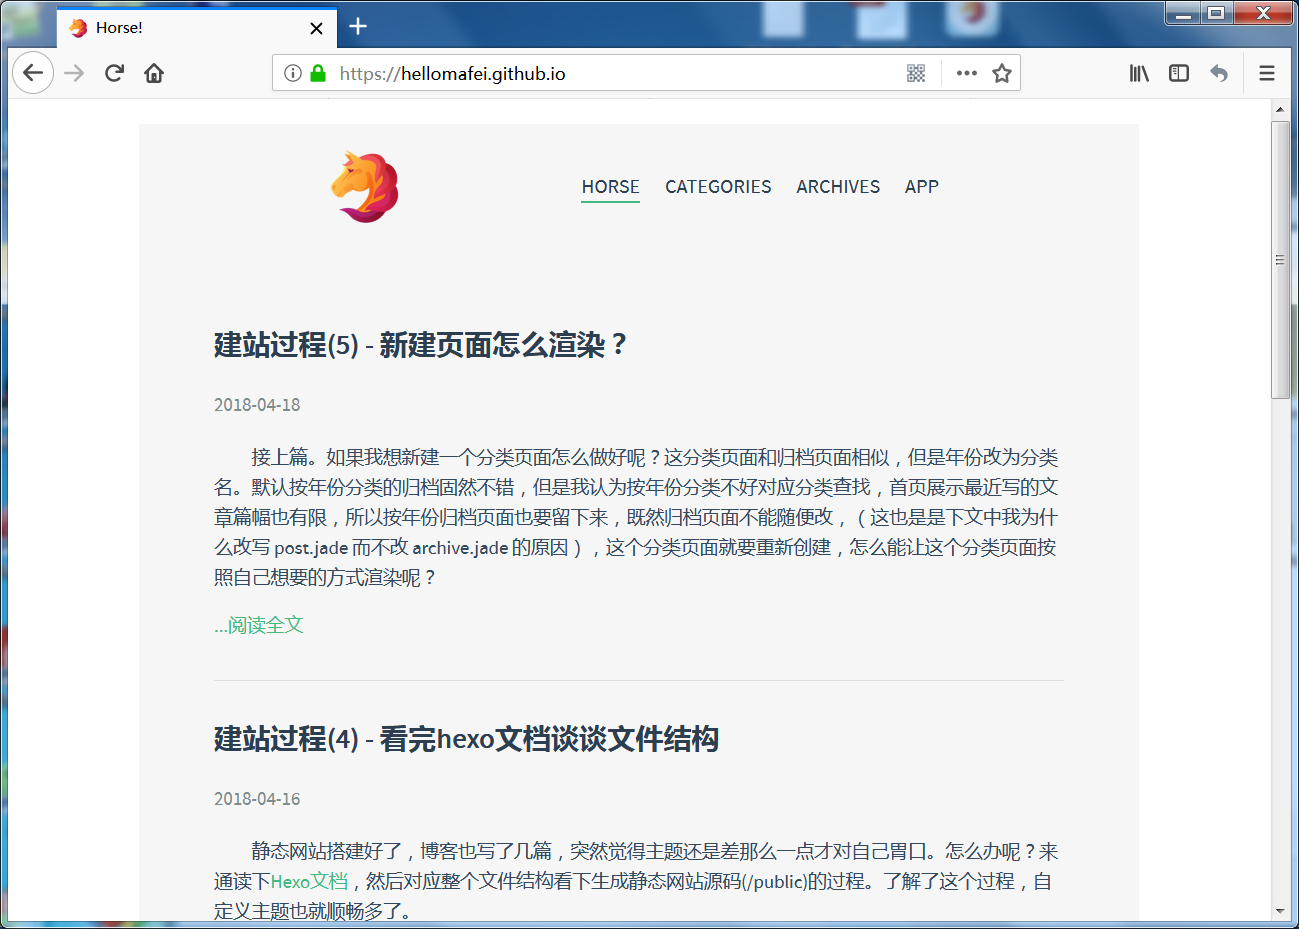 Horse!
https://hellomafei.github.io
HORSE CATEGORIES ARCHIVES APP
建站过程(5) - 新建页面怎么渲染？
2018-04-18
接上篇。如果我想新建一个分类页面怎么做好呢？这分类页面和归档页面相似，但是年份改为分类
名。默认按年份分类的归档固然不错，但是我认为按年份分类不好对应分类查找，首页展示最近写的文
章篇幅也有限，所以按年份归档页面也要留下来，既然归档页面不能随便改，（这也是是下文中我为什
么改写 post.jade 而不改 archive.jade 的原因），这个分类页面就要重新创建，怎么能让这个分类页面按
照自己想要的方式渲染呢？
...阅读全文
建站过程(4) - 看完hexo文档谈谈文件结构
2018-04-16
静态网站搭建好了，博客也写了几篇，突然觉得主题还是差那么一点才对自己胃口。怎么办呢？来
通读下Hexo文档，然后对应整个文件结构看下生成静态网站源码(/public)的过程。了解了这个过程，自
定义主题也就顺畅多了。